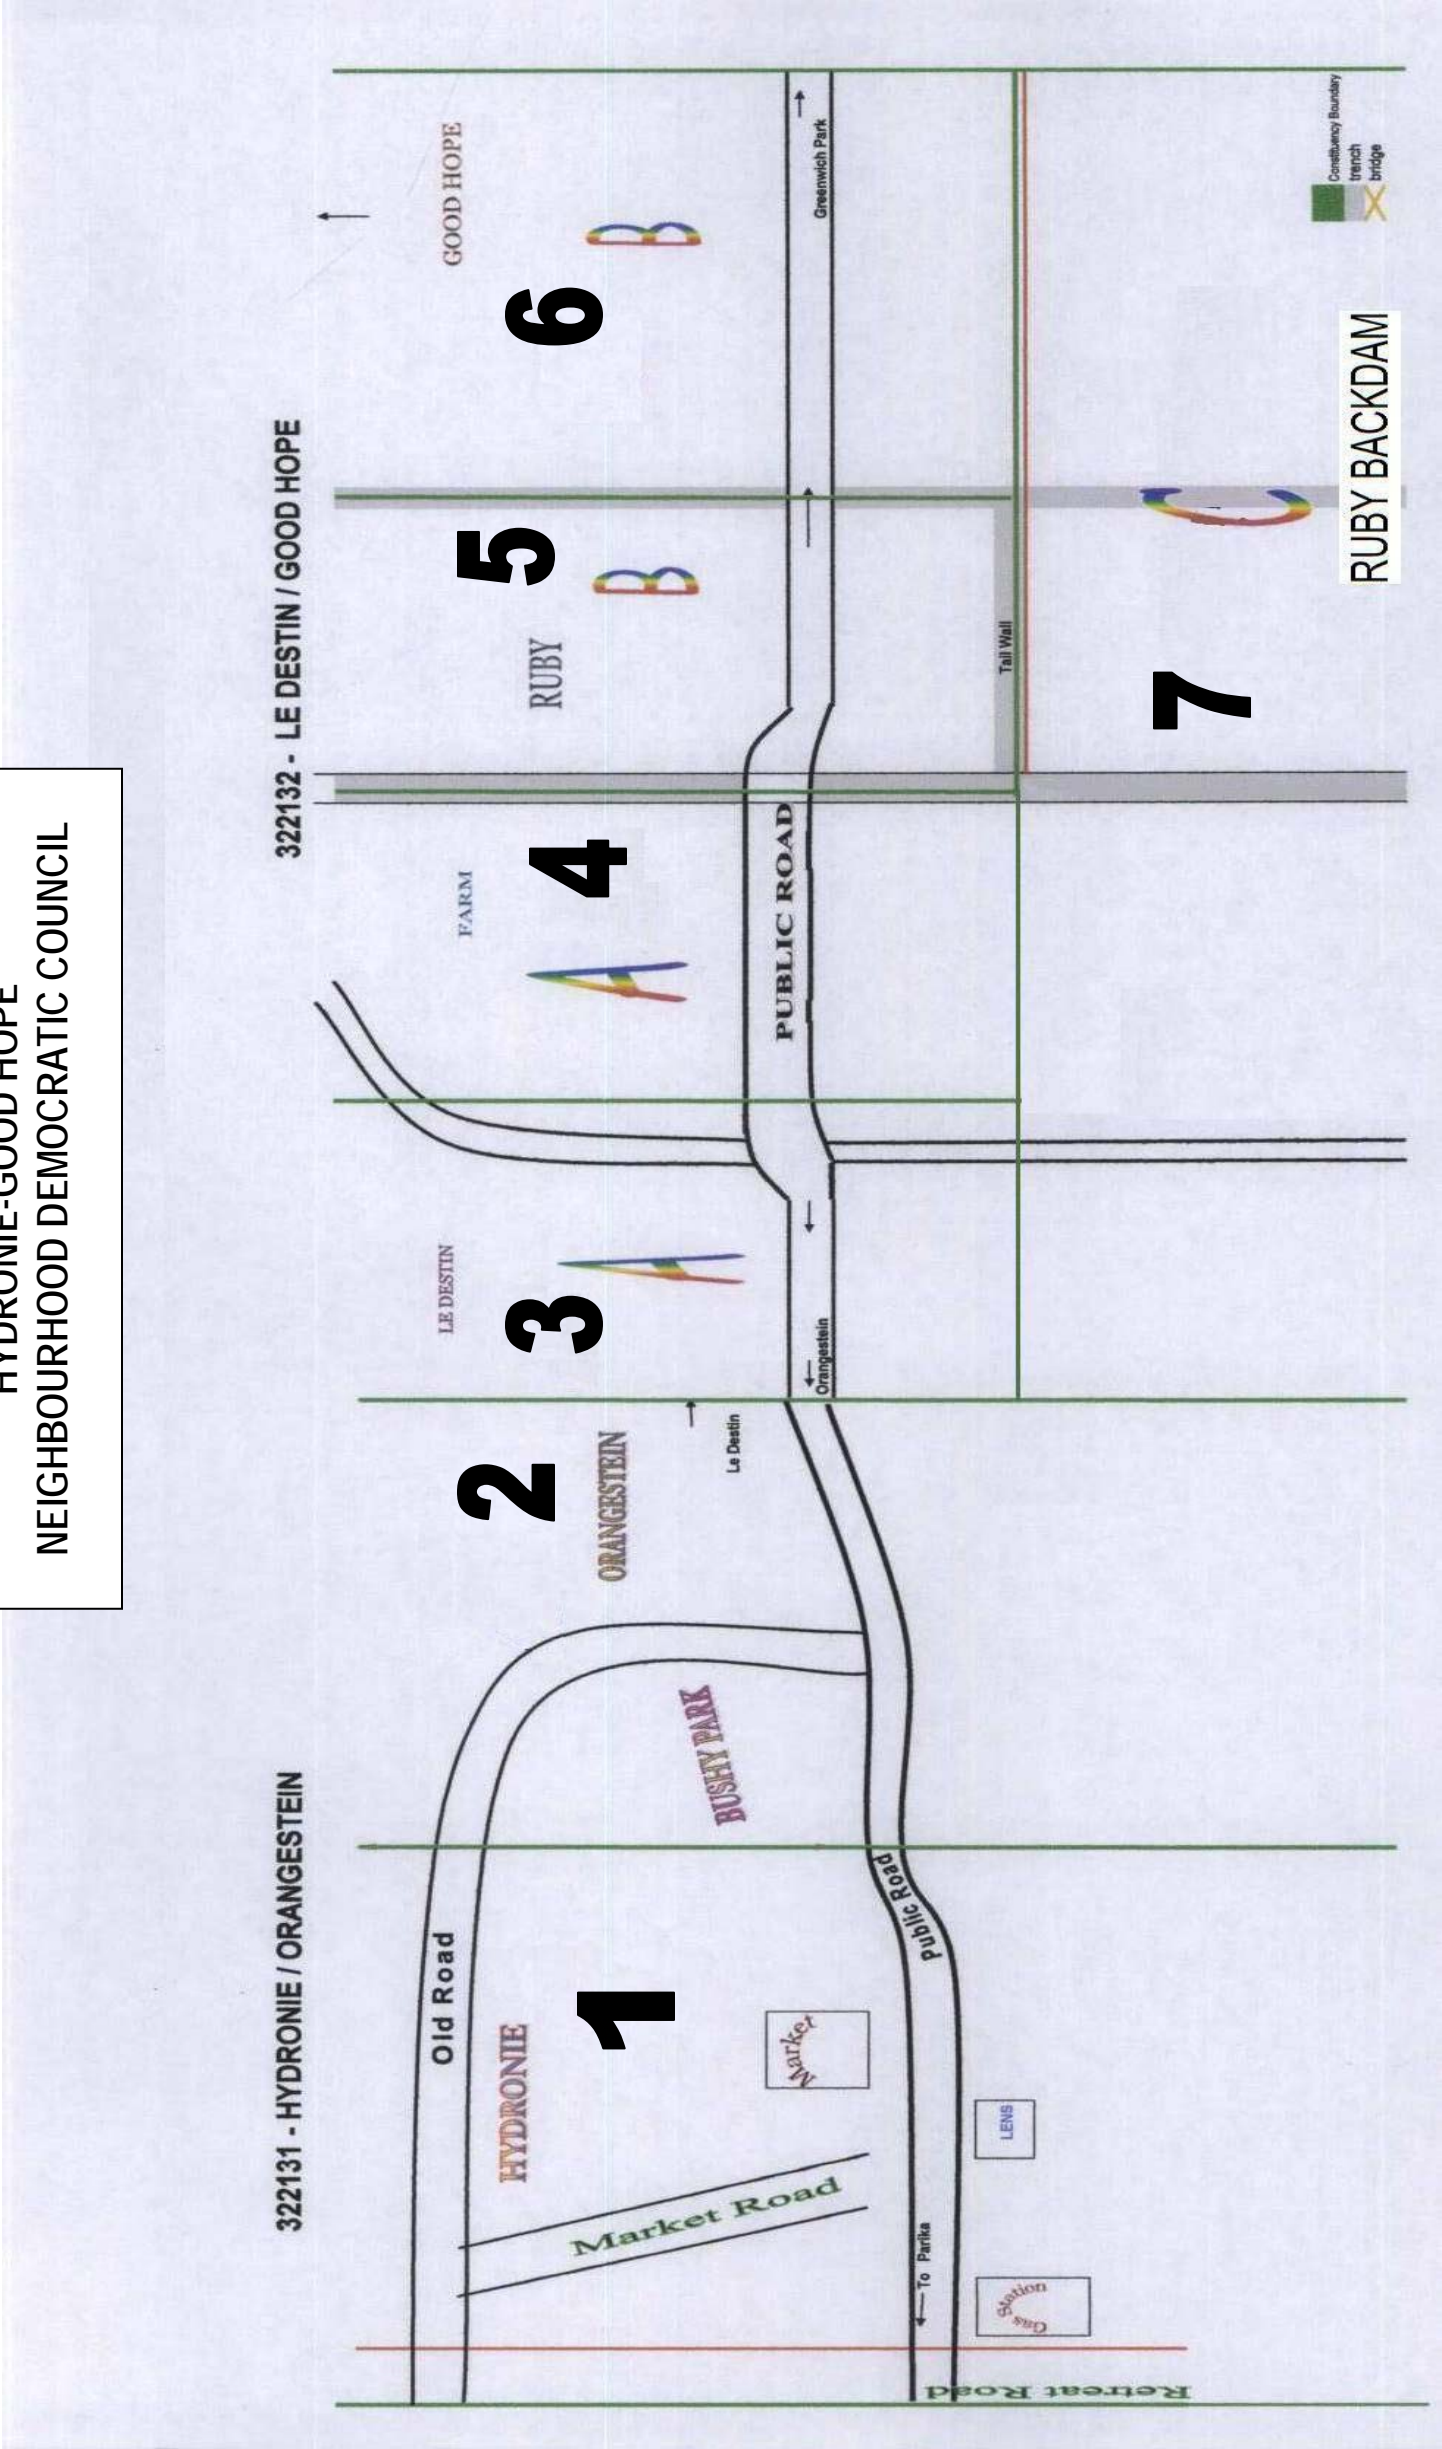 HYDRONIE-GOOD HOPE
NEIGHBOURHOOD DEMOCRATIC COUNCIL
322131 - HYDRONIE / ORANGESTEIN
322132 - LE DESTIN / GOOD HOPE
Old Road
HYDRONIE
1
Market
Market Road
BUSHY PARK
Public Road
To Parika
LENS
Gas Station
Retreat Road
2
ORANGESTEIN
Le Destin
LE DESTIN
3
A
Orangestein
FARM
4
A
PUBLIC ROAD
RUBY
5
B
Tail Wall
GOOD HOPE
6
B
Greenwich Park
7
C
RUBY BACKDAM
Constituency Boundary
trench
bridge